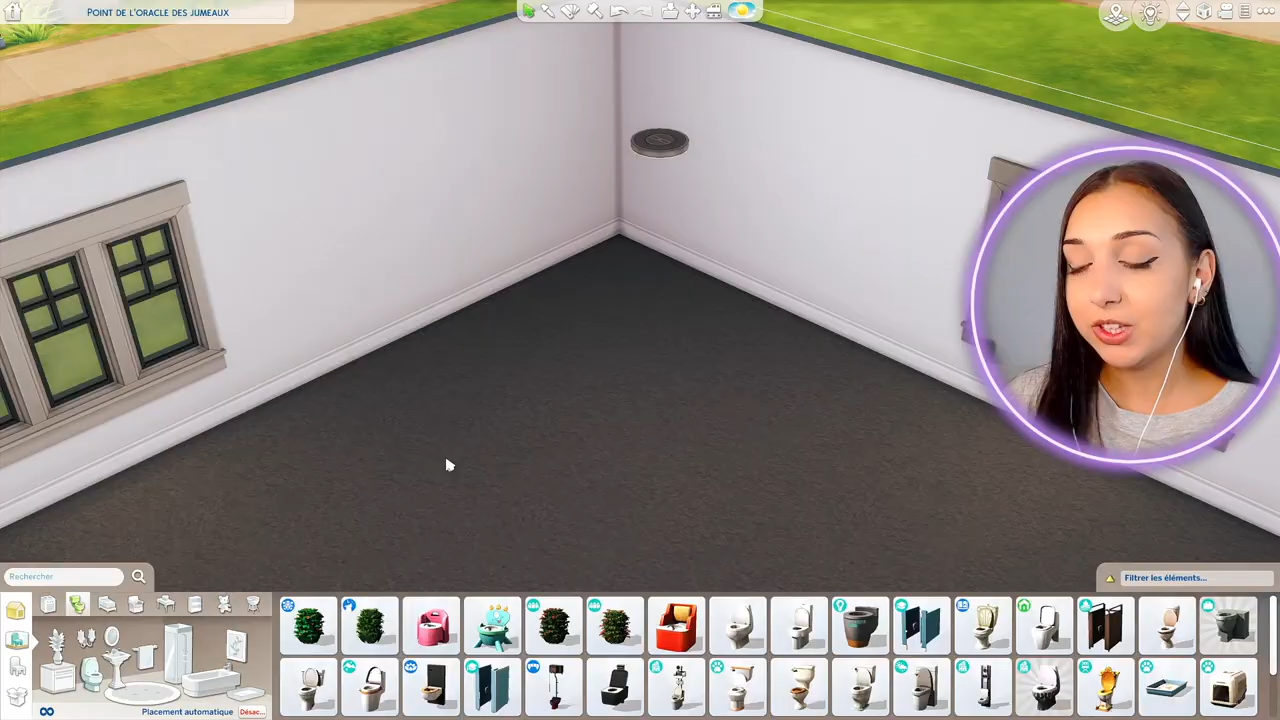 POINT DE L'ORACLE DES JUMEAUX
Rechercher
Filtrer les éléments...
Placement automatique
Désac...